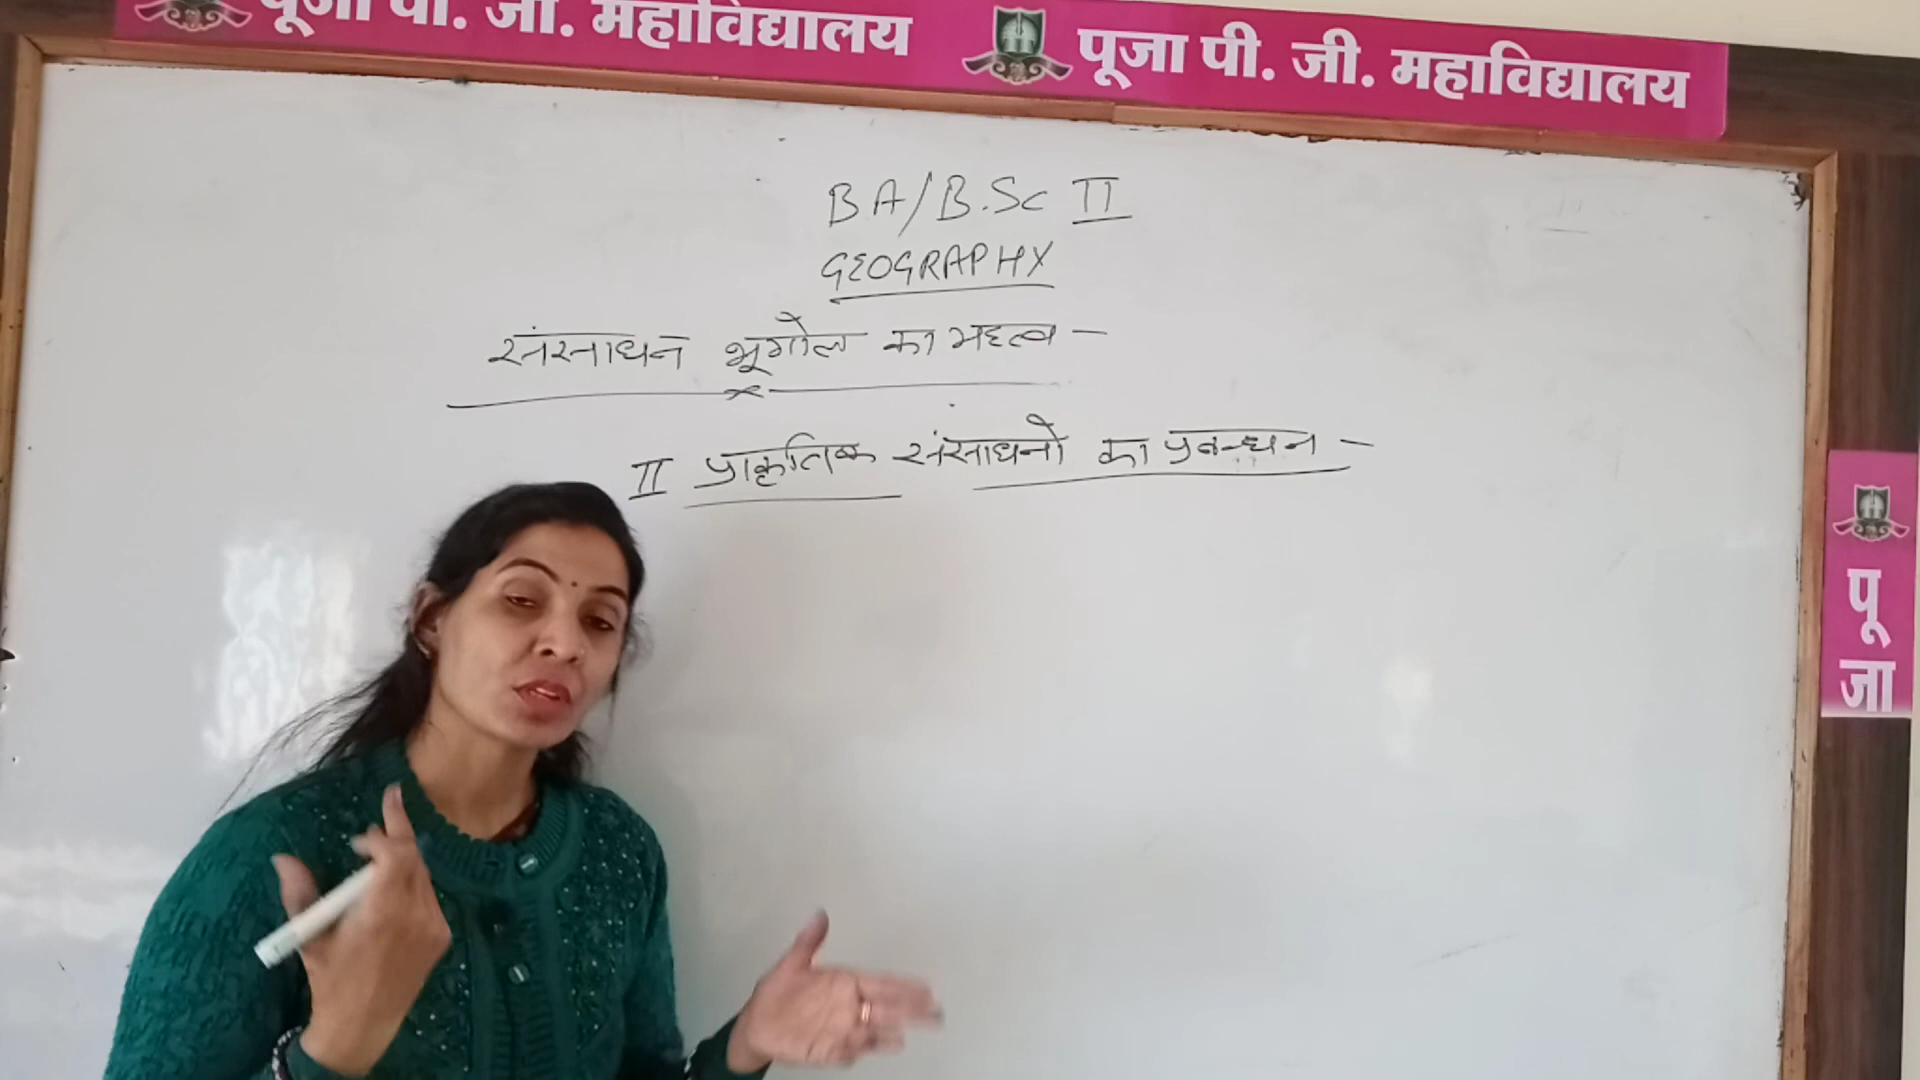 पूजा पी. जी. महाविद्यालय
पूजा पी. जी. महाविद्यालय
BA/B.Sc II
GEOGRAPHY
संसाधन भूगोल का महत्व -
II प्राकृतिक संसाधनो का प्रबन्धन -
पू
जा